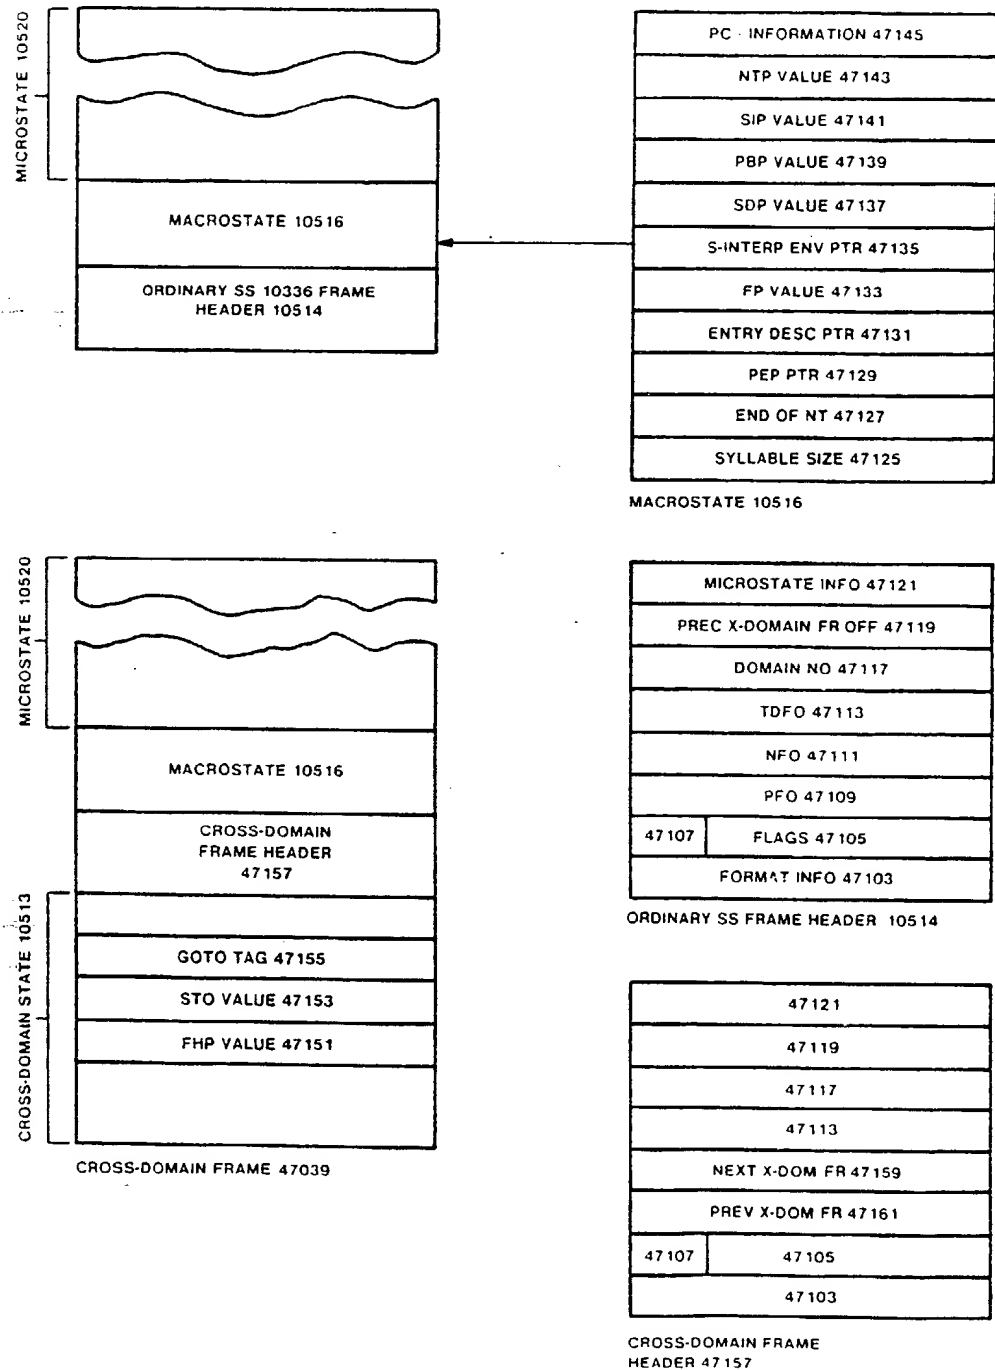 MICROSTATE 10520
MACROSTATE 10516
ORDINARY SS 10336 FRAME
HEADER 10514
PC - INFORMATION 47145
NTP VALUE 47143
SIP VALUE 47141
PBP VALUE 47139
SDP VALUE 47137
S-INTERP ENV PTR 47135
FP VALUE 47133
ENTRY DESC PTR 47131
PEP PTR 47129
END OF NT 47127
SYLLABLE SIZE 47125
MACROSTATE 10516
MICROSTATE 10520
MACROSTATE 10516
CROSS-DOMAIN
FRAME HEADER
47157
CROSS-DOMAIN STATE 10513
GOTO TAG 47155
STO VALUE 47153
FHP VALUE 47151
CROSS-DOMAIN FRAME 47039
MICROSTATE INFO 47121
PREC X-DOMAIN FR OFF 47119
DOMAIN NO 47117
TDFO 47113
NFO 47111
PFO 47109
47107 FLAGS 47105
FORMAT INFO 47103
ORDINARY SS FRAME HEADER 10514
47121
47119
47117
47113
NEXT X-DOM FR 47159
PREV X-DOM FR 47161
47107 47105
47103
CROSS-DOMAIN FRAME
HEADER 47157